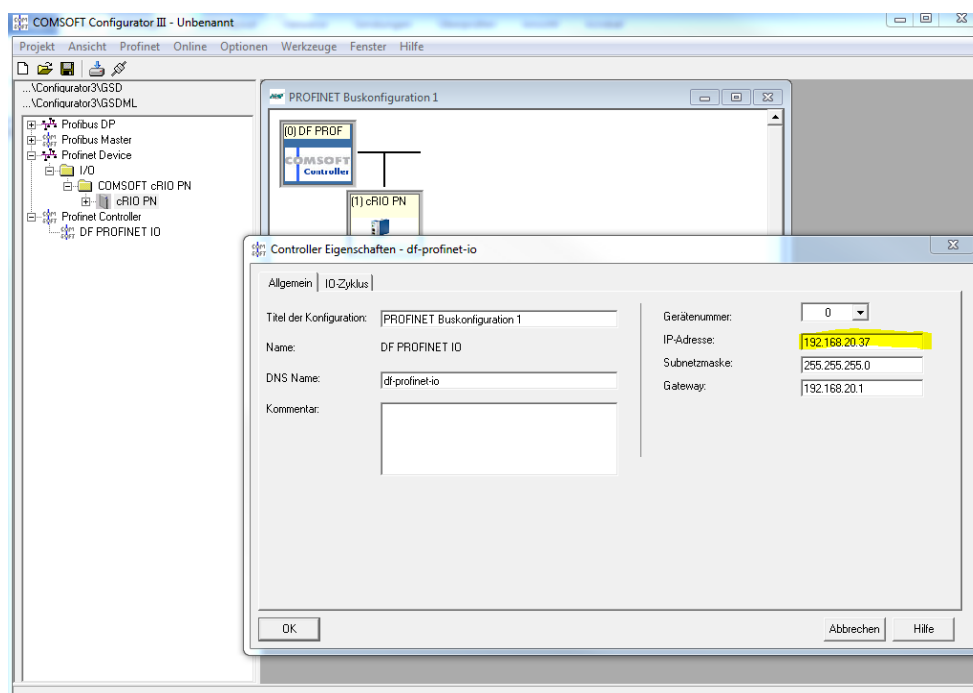 COMSOFT Configurator III - Unbenannt
Projekt Ansicht Profinet Online Optionen Werkzeuge Fenster Hilfe
...\Configurator3\GSD
...\Configurator3\GSDML
Profibus DP
Profibus Master
Profinet Device
I/O
COMSOFT cRIO PN
cRIO PN
Profinet Controller
DF PROFINET IO
PROFINET Buskonfiguration 1
(0) DF PROF
COMSOFT
Controller
(1) cRIO PN
Controller Eigenschaften - df-profinet-io
Allgemein IO-Zyklus
Titel der Konfiguration: PROFINET Buskonfiguration 1
Name: DF PROFINET IO
DNS Name: df-profinet-io
Kommentar:
Gerätenummer: 0
IP-Adresse: 192.168.20.37
Subnetzmaske: 255.255.255.0
Gateway: 192.168.20.1
OK Abbrechen Hilfe